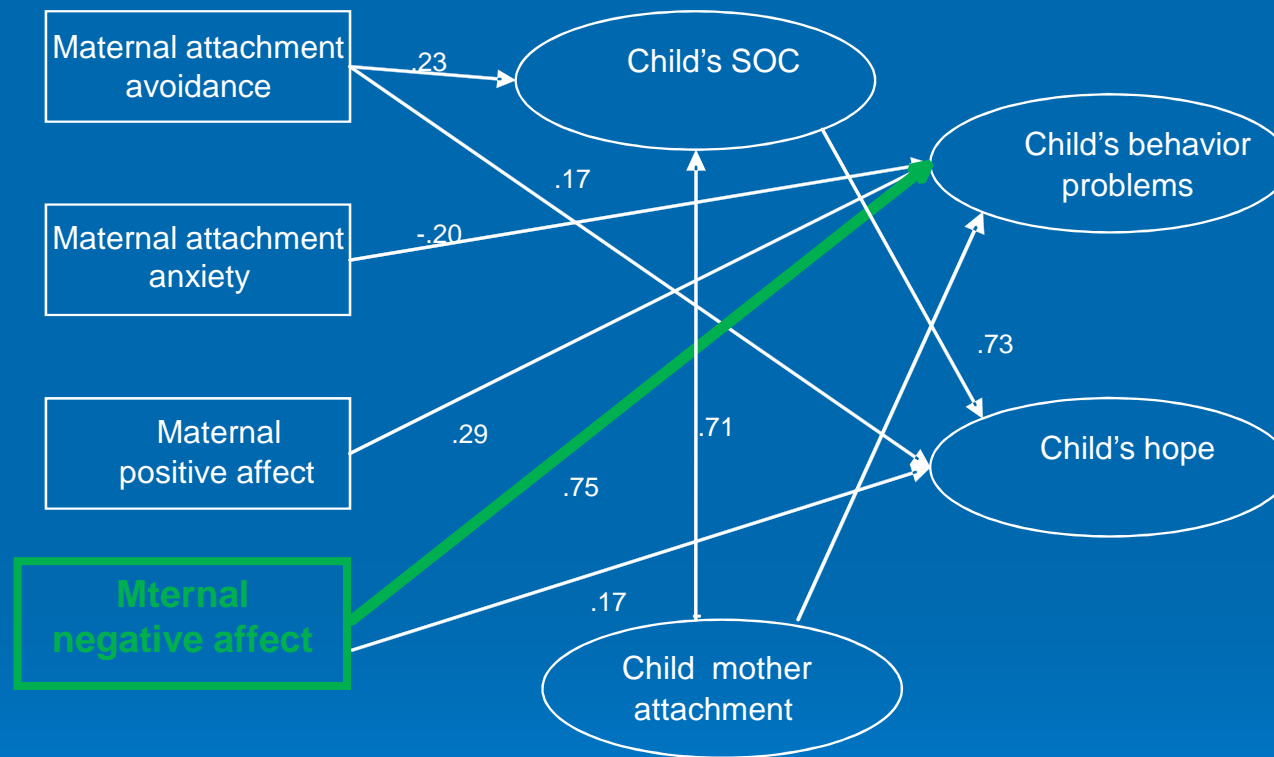 Maternal attachment
avoidance
.23
Child's SOC
Child's behavior
problems
.17
Maternal attachment
anxiety
-.20
.73
Maternal
positive affect
.29
.71
Child's hope
.75
Mternal
negative affect
.17
-
Child mother
attachment